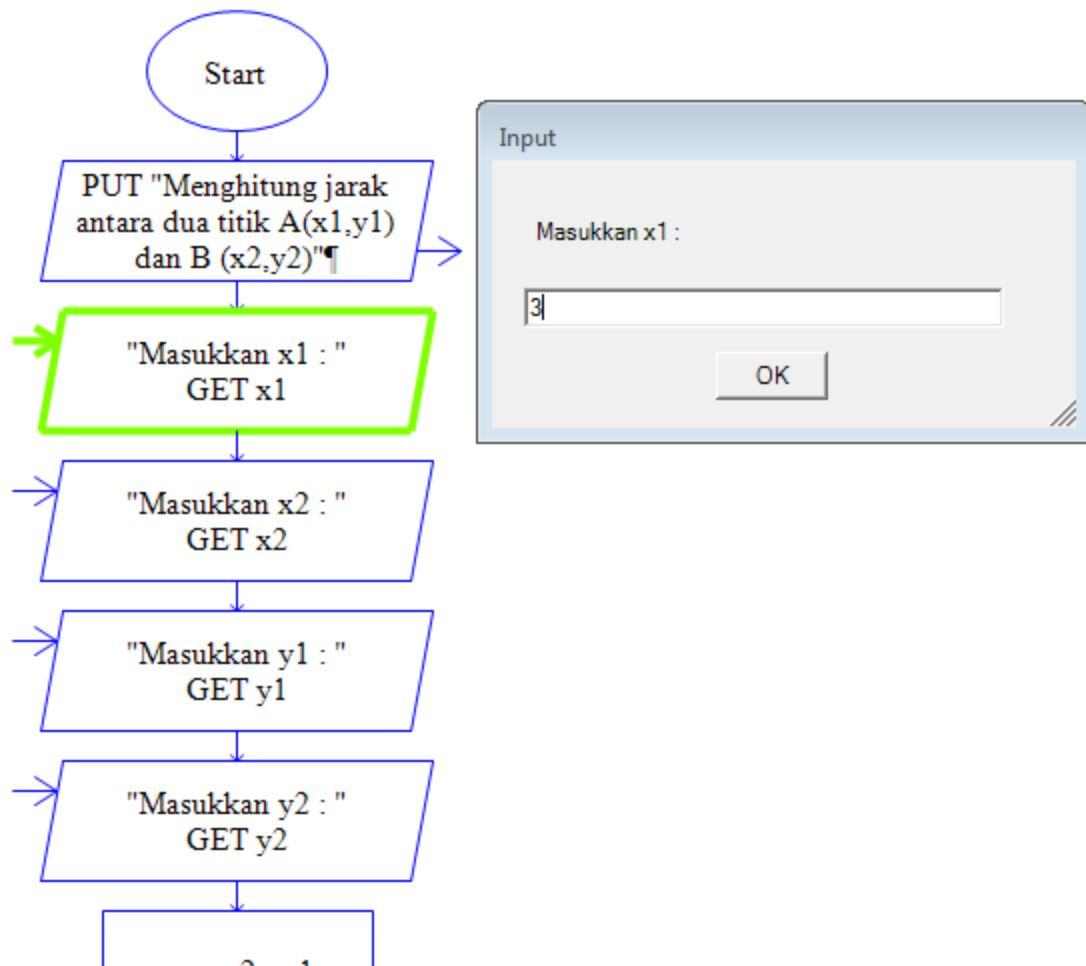 Start
PUT "Menghitung jarak
antara dua titik A(x1,y1)
dan B (x2,y2)"¶
"Masukkan x1 : "
GET x1
"Masukkan x2 : "
GET x2
"Masukkan y1 : "
GET y1
"Masukkan y2 : "
GET y2
Input
Masukkan x1 :
3
OK